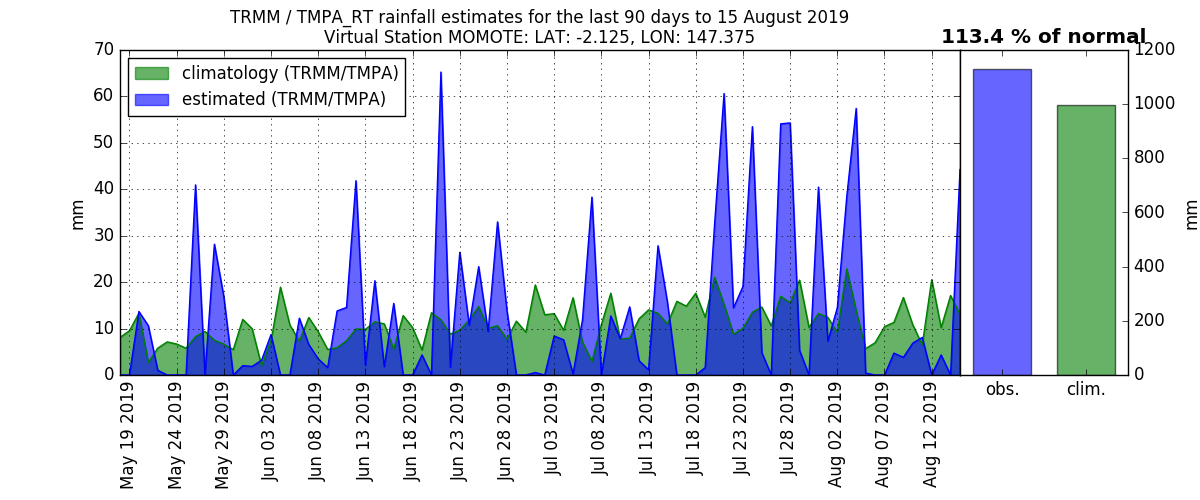 TRMM / TMPA_RT rainfall estimates for the last 90 days to 15 August 2019
Virtual Station MOMOTE: LAT: -2.125, LON: 147.375
113.4 % of normal
climatology (TRMM/TMPA)
estimated (TRMM/TMPA)
70
60
50
40
30
20
10
0
mm
May 19 2019
May 24 2019
May 29 2019
Jun 03 2019
Jun 08 2019
Jun 13 2019
Jun 18 2019
Jun 23 2019
Jun 28 2019
Jul 03 2019
Jul 08 2019
Jul 13 2019
Jul 18 2019
Jul 23 2019
Jul 28 2019
Aug 02 2019
Aug 07 2019
Aug 12 2019
1200
1000
800
600
400
200
0
mm
obs.
clim.